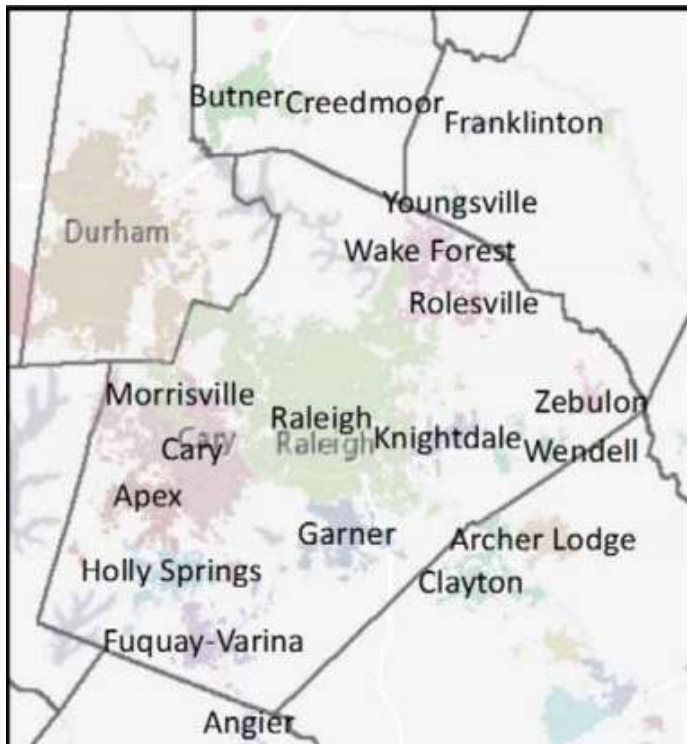 Butner
Creedmoor
Franklinton
Youngsville
Durham
Wake Forest
Rolesville
Morrisville
Zebulon
Raleigh
Cary
Raleigh
Knightdale
Cary
Wendell
Apex
Garner
Archer Lodge
Holly Springs
Clayton
Fuquay-Varina
Angier